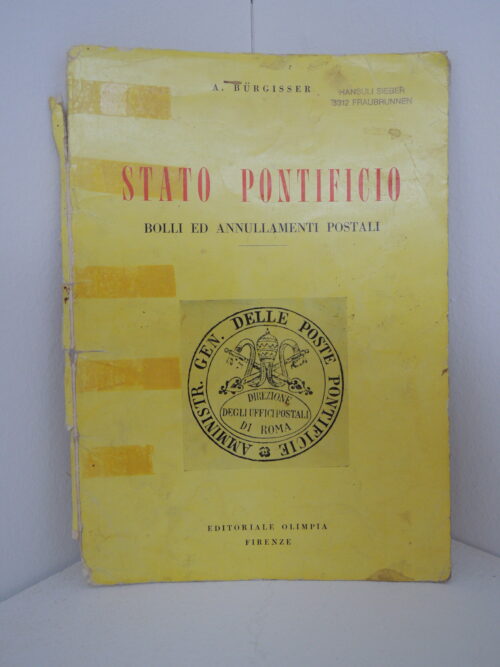 A. BÜRGISSER
HANSULI SIEBER
3312 FRAUBRUNNEN
STATO PONTIFICIO
BOLLI ED ANNULLAMENTI POSTALI
AMMINISTR. GEN. DELLE POSTE PONTIFICIE
DIREZIONE
DEGLI UFFICI POSTALI
DI ROMA
EDITORIALE OLIMPIA
FIRENZE